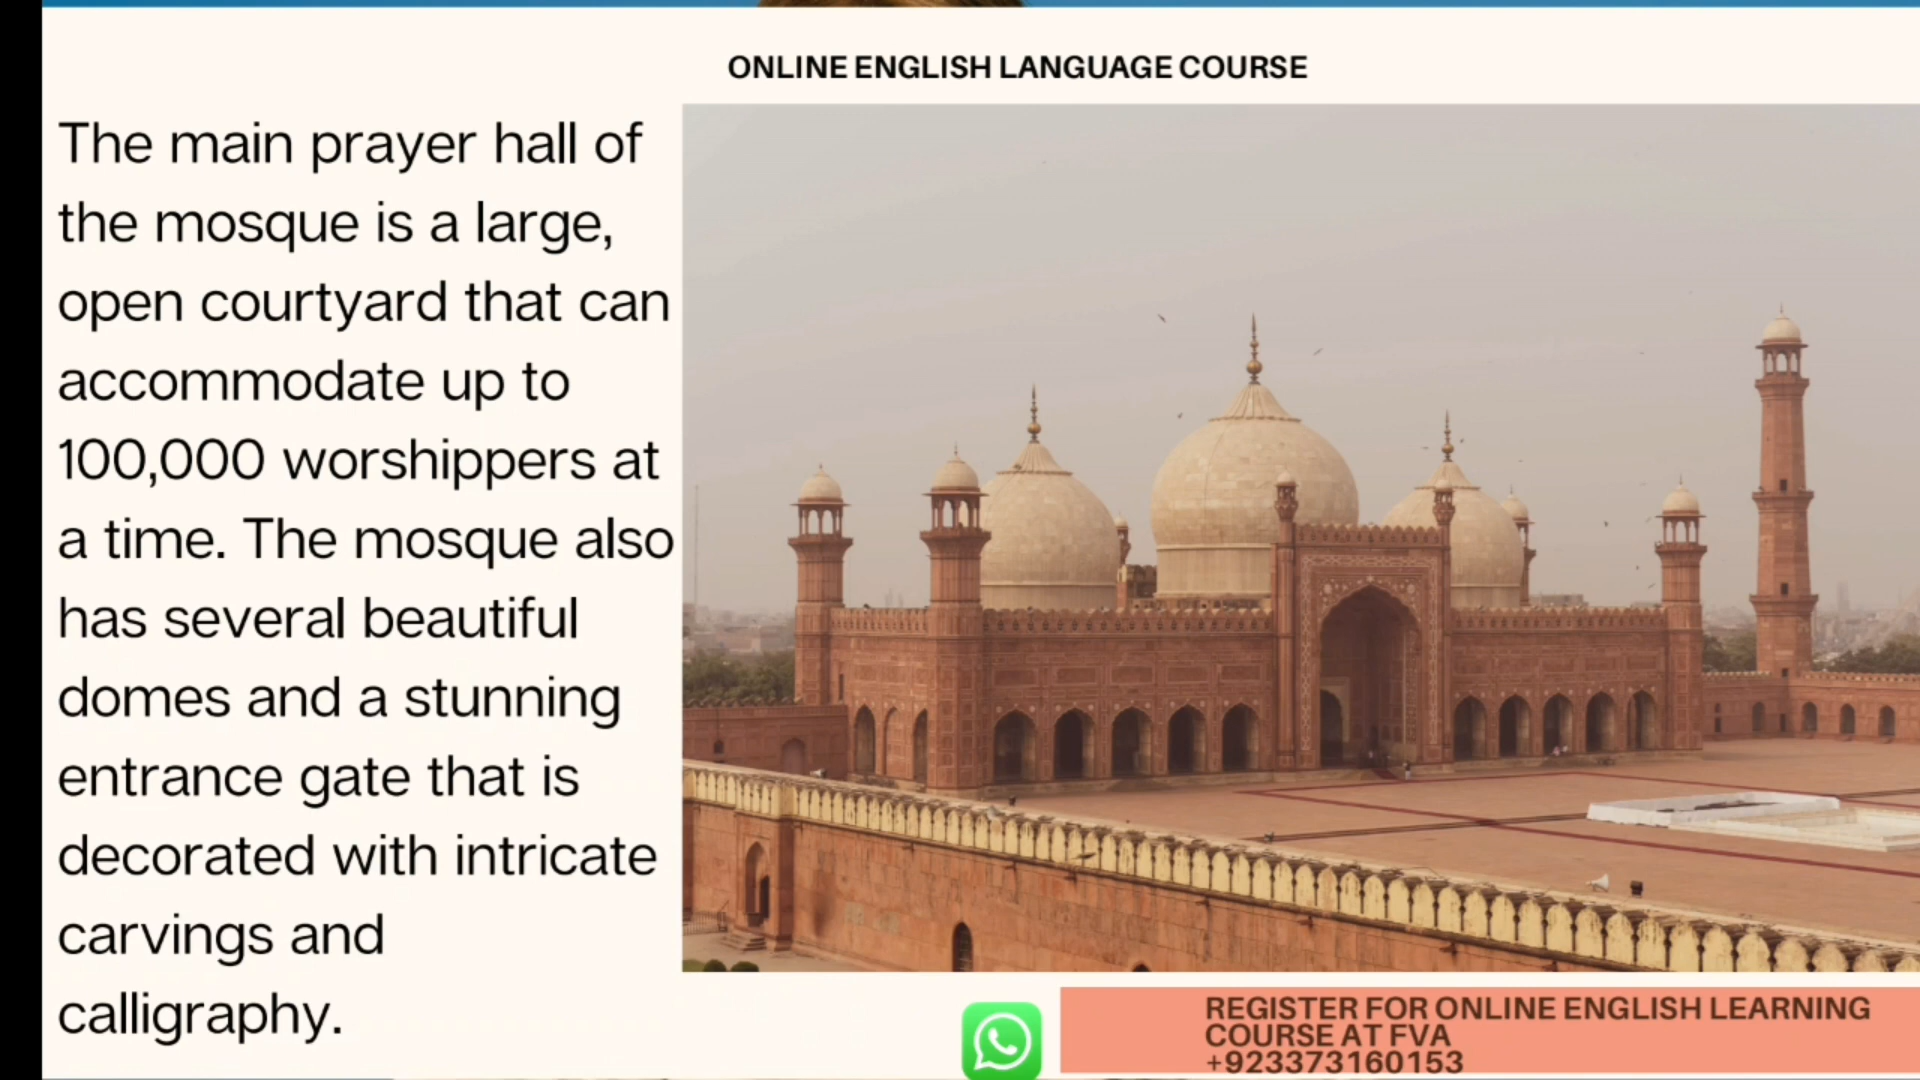 ONLINE ENGLISH LANGUAGE COURSE
The main prayer hall of
the mosque is a large,
open courtyard that can
accommodate up to
100,000 worshippers at
a time. The mosque also
has several beautiful
domes and a stunning
entrance gate that is
decorated with intricate
carvings and
calligraphy.
REGISTER FOR ONLINE ENGLISH LEARNING
COURSE AT FVA
+923373160153